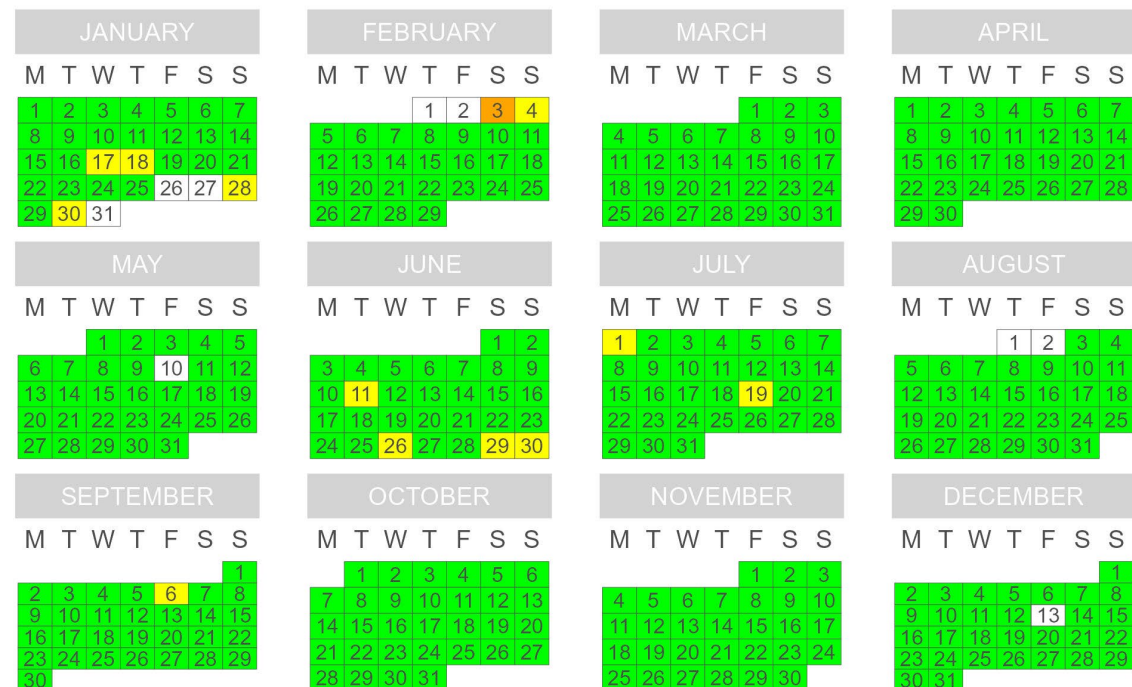 JANUARY FEBRUARY MARCH APRIL
M T W T F S S M T W T F S S M T W T F S S M T W T F S S
1 2 3 4 5 6 7 1 2 3 4 1 2 3 1 2 3 4 5 6 7
8 9 10 11 12 13 14 5 6 7 8 9 10 11 4 5 6 7 8 9 10 8 9 10 11 12 13 14
15 16 17 18 19 20 21 12 13 14 15 16 17 18 11 12 13 14 15 16 17 15 16 17 18 19 20 21
22 23 24 25 26 27 28 19 20 21 22 23 24 25 18 19 20 21 22 23 24 22 23 24 25 26 27 28
29 30 31 26 27 28 29 25 26 27 28 29 30 31 29 30
MAY JUNE JULY AUGUST
M T W T F S S M T W T F S S M T W T F S S M T W T F S S
1 2 3 4 5 1 2 1 2 3 4 5 6 7 1 2 3 4
6 7 8 9 10 11 12 3 4 5 6 7 8 9 8 9 10 11 12 13 14 5 6 7 8 9 10 11
13 14 15 16 17 18 19 10 11 12 13 14 15 16 15 16 17 18 19 20 21 12 13 14 15 16 17 18
20 21 22 23 24 25 26 17 18 19 20 21 22 23 22 23 24 25 26 27 28 19 20 21 22 23 24 25
27 28 29 30 31 24 25 26 27 28 29 30 29 30 31 26 27 28 29 30 31
SEPTEMBER OCTOBER NOVEMBER DECEMBER
M T W T F S S M T W T F S S M T W T F S S M T W T F S S
1 1 2 3 4 5 6 1 2 3 1
2 3 4 5 6 7 8 7 8 9 10 11 12 13 4 5 6 7 8 9 10 2 3 4 5 6 7 8
9 10 11 12 13 14 15 14 15 16 17 18 19 20 11 12 13 14 15 16 17 9 10 11 12 13 14 15
16 17 18 19 20 21 22 21 22 23 24 25 26 27 18 19 20 21 22 23 24 16 17 18 19 20 21 22
23 24 25 26 27 28 29 28 29 30 31 25 26 27 28 29 30 23 24 25 26 27 28 29
30 30 31